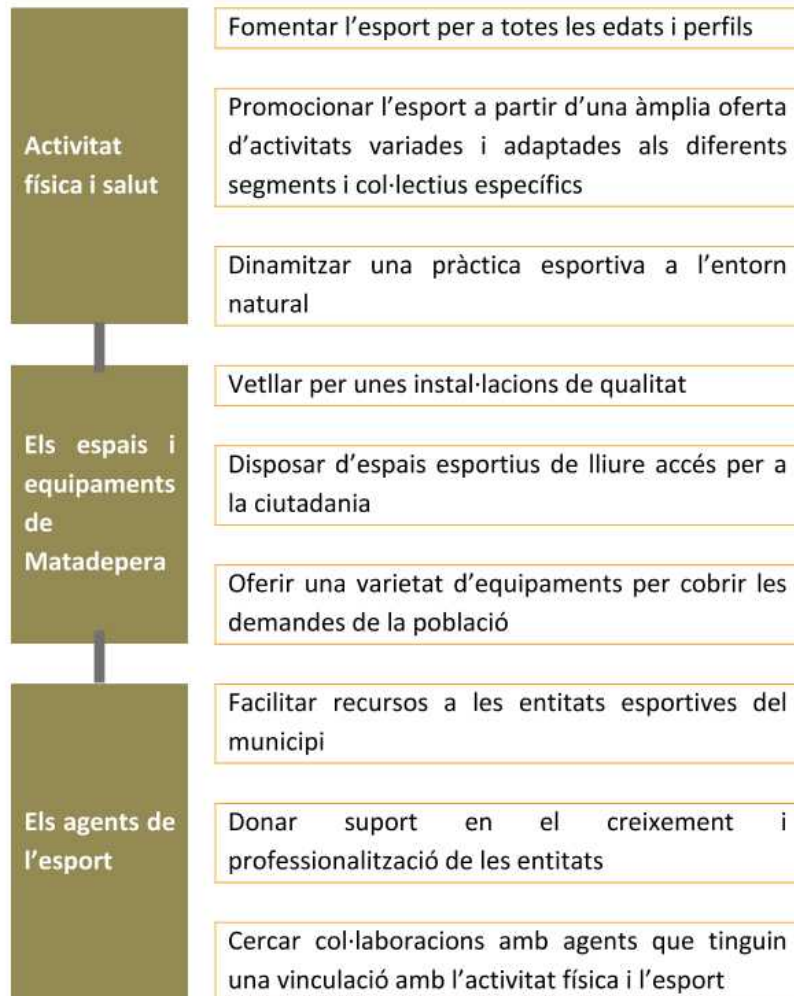 Activitat
física i salut
Fomentar l’esport per a totes les edats i perfils
Promocionar l’esport a partir d’una àmplia oferta
d’activitats variades i adaptades als diferents
segments i col·lectius específics
Dinamitzar una pràctica esportiva a l’entorn
natural
Els espais i
equipaments
de
Matadepera
Vetllar per unes instal·lacions de qualitat
Disposar d’espais esportius de lliure accés per a
la ciutadania
Oferir una varietat d’equipaments per cobrir les
demandes de la població
Els agents de
l’esport
Facilitar recursos a les entitats esportives del
municipi
Donar suport en el creixement i
professionalització de les entitats
Cercar col·laboracions amb agents que tinguin
una vinculació amb l’activitat física i l’esport